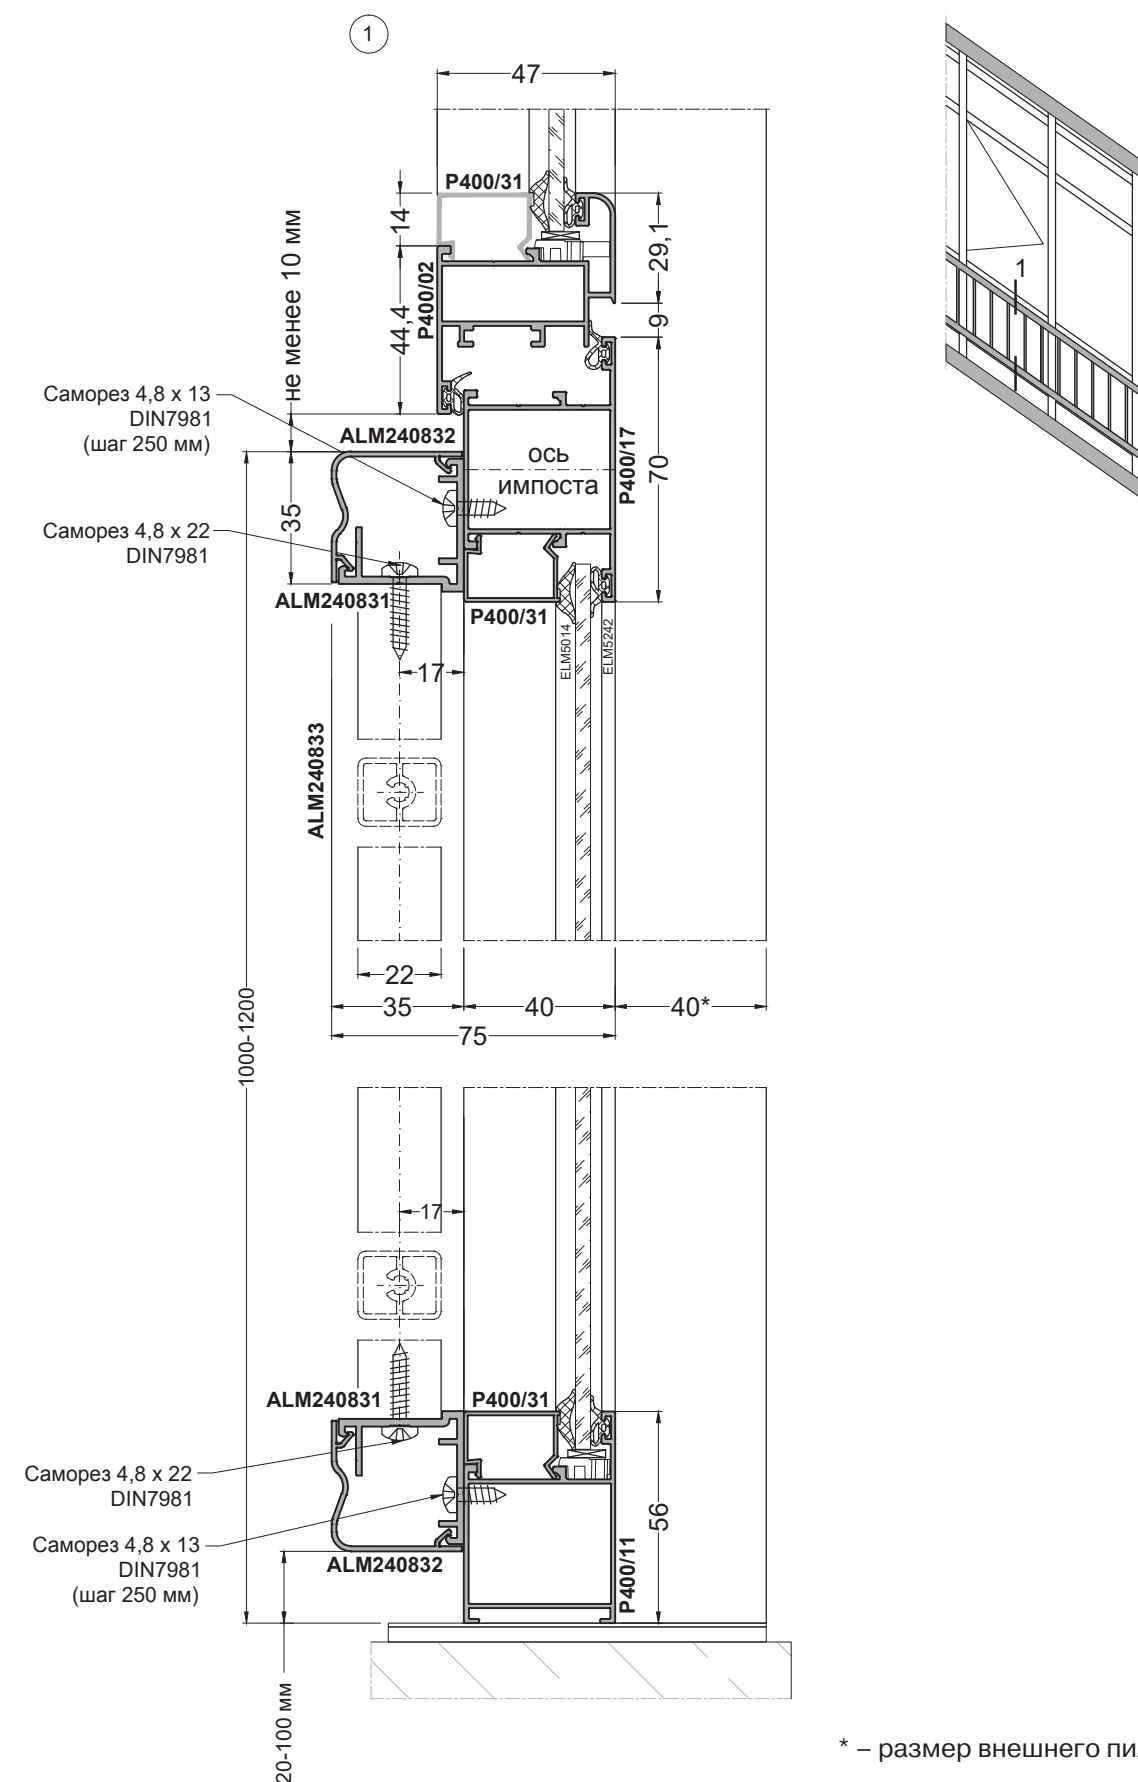 1
47
P400/31
14
не менее 10 мм
44,4
P400/02
29,1
9
1
Саморез 4,8 x 13
DIN7981
(шаг 250 мм)
ALM240832
ось
импоста
P400/17
70
35
Саморез 4,8 x 22
DIN7981
ALM240831
P400/31
ELM5014
ELM5242
17
ALM240833
22
35
40
40*
75
1000-1200
17
ALM240831
P400/31
Саморез 4,8 x 22
DIN7981
56
Саморез 4,8 x 13
DIN7981
(шаг 250 мм)
ALM240832
P400/11
20-100 мм
* – размер внешнего